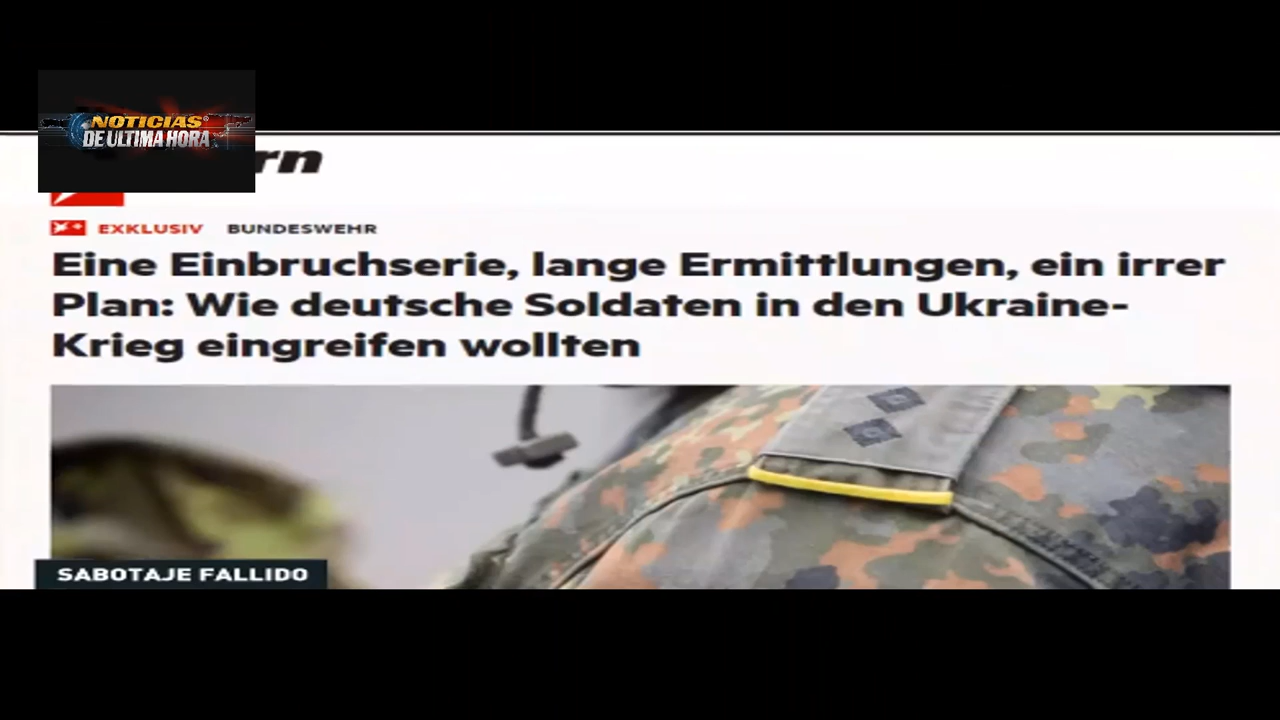 NOTICIAS
DE ULTIMA HORA
rn
EXKLUSIV BUNDESWEHR
Eine Einbruchserie, lange Ermittlungen, ein irrer
Plan: Wie deutsche Soldaten in den Ukraine-
Krieg eingreifen wollten
SABOTAJE FALLIDO